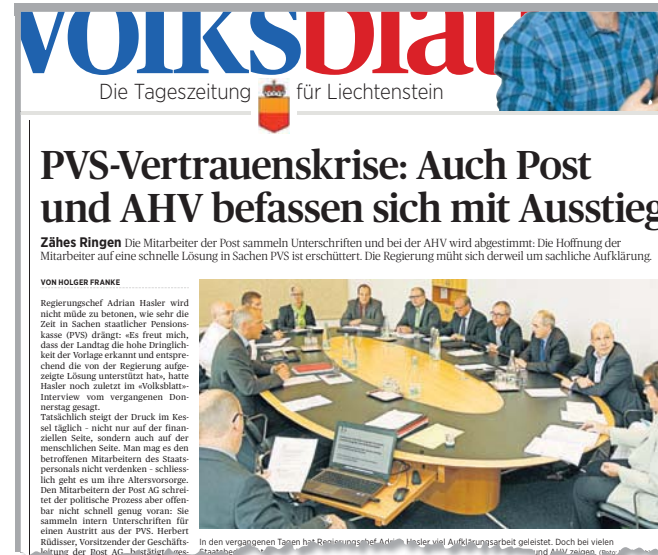 Volksblatt
Die Tageszeitung für Liechtenstein
PVS-Vertrauenskrise: Auch Post
und AHV befassen sich mit Ausstieg
Zähes Ringen Die Mitarbeiter der Post sammeln Unterschriften und bei der AHV wird abgestimmt: Die Hoffnung der
Mitarbeiter auf eine schnelle Lösung in Sachen PVS ist erschüttert. Die Regierung müht sich derweil um sachliche Aufklärung.
VON HOLGER FRANKE
Regierungschef Adrian Hasler wird
nicht müde zu betonen, wie sehr die
Zeit in Sachen staatlicher Pensions-
kasse (PVS) drängt: «Es freut mich,
dass der Landtag die hohe Dringlich-
keit der Vorlage erkannt und entspre-
chend die von der Regierung aufge-
zeigte Lösung unterstützt hat», hatte
Hasler noch zuletzt im «Volksblatt»-
Interview vom vergangenen Don-
nerstag gesagt.
Tatsächlich steigt der Druck im Kes-
sel täglich - nicht nur auf der finan-
ziellen Seite, sondern auch auf der
menschlichen Seite. Man mag es den
betroffenen Mitarbeitern des Staats-
personals nicht verdenken - schliess-
lich geht es um ihre Altersvorsorge.
Den Mitarbeitern der Post AG schrei-
tet der politische Prozess aber offen-
bar nicht schnell genug voran: Sie
sammeln intern Unterschriften für
einen Austritt aus der PVS. Herbert
Rüdisser, Vorsitzender der Geschäfts-
leitung der Post AG, bestätigt ges-
In den vergangenen Tagen hat Regierungschef Adrian Hasler viel Aufklärungsarbeit geleistet. Doch bei vielen
und AHV zeigen. (Foto: